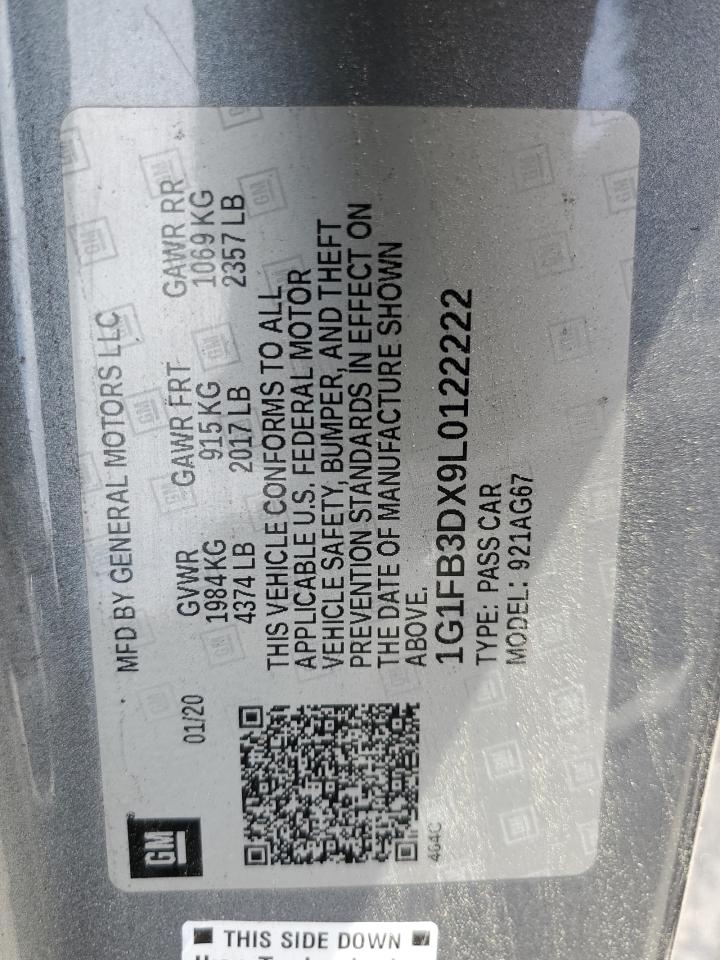 MFD BY GENERAL MOTORS LLC
01/20
GVWR GAWR FRT GAWR RR
1984 KG 915 KG 1069 KG
4374 LB 2017 LB 2357 LB
THIS VEHICLE CONFORMS TO ALL
APPLICABLE U.S. FEDERAL MOTOR
VEHICLE SAFETY, BUMPER, AND THEFT
PREVENTION STANDARDS IN EFFECT ON
THE DATE OF MANUFACTURE SHOWN
ABOVE.
1G1FB3DX9L0122222
TYPE: PASS CAR
MODEL: 921AG67
GM
464C
THIS SIDE DOWN